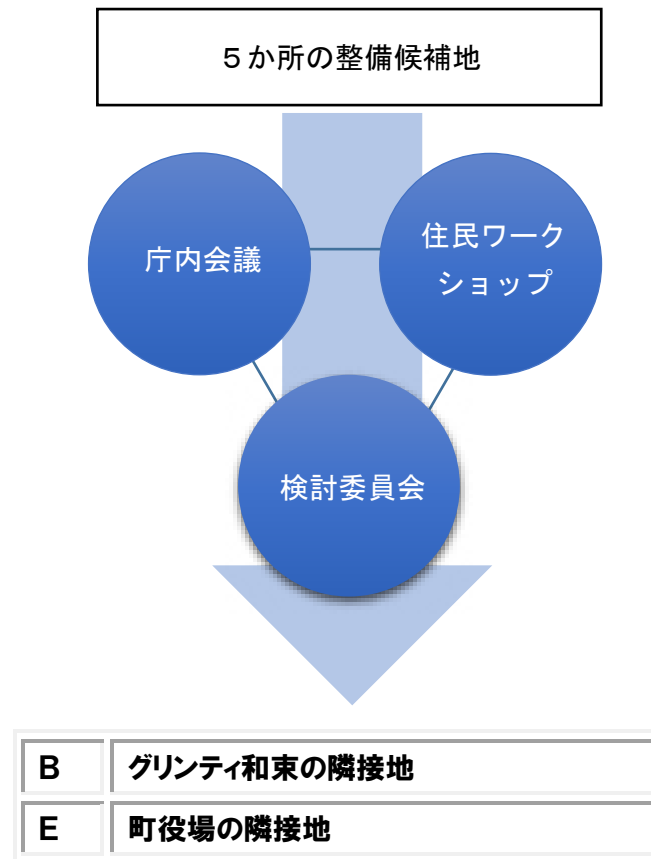 ５か所の整備候補地
庁内会議
住民ワーク
ショップ
検討委員会
B グリンティ和束の隣接地
E 町役場の隣接地